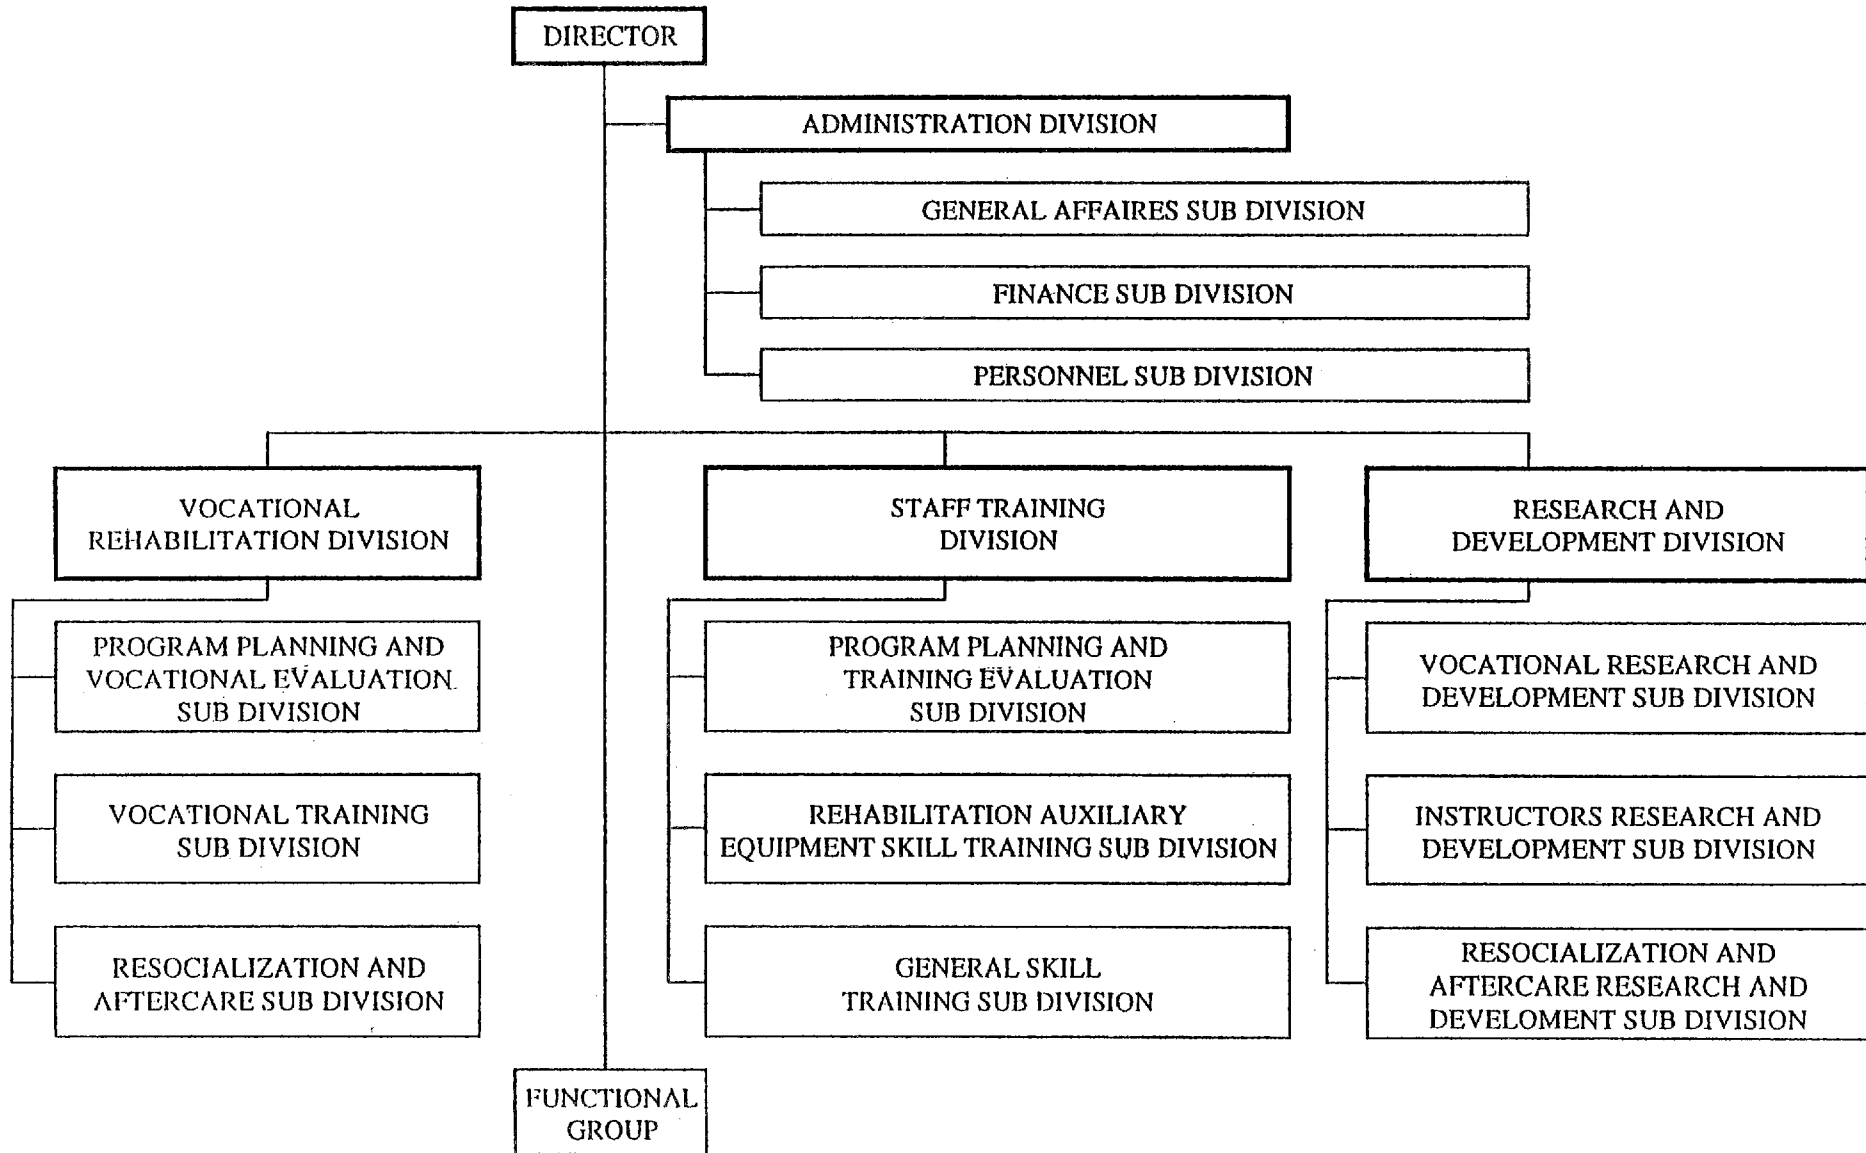 DIRECTOR
ADMINISTRATION DIVISION
GENERAL AFFAIRES SUB DIVISION
FINANCE SUB DIVISION
PERSONNEL SUB DIVISION
VOCATIONAL
REHABILITATION DIVISION
STAFF TRAINING
DIVISION
RESEARCH AND
DEVELOPMENT DIVISION
PROGRAM PLANNING AND
VOCATIONAL EVALUATION
SUB DIVISION
PROGRAM PLANNING AND
TRAINING EVALUATION
SUB DIVISION
VOCATIONAL RESEARCH AND
DEVELOPMENT SUB DIVISION
VOCATIONAL TRAINING
SUB DIVISION
REHABILITATION AUXILIARY
EQUIPMENT SKILL TRAINING SUB DIVISION
INSTRUCTORS RESEARCH AND
DEVELOPMENT SUB DIVISION
RESOCIALIZATION AND
AFTERCARE SUB DIVISION
GENERAL SKILL
TRAINING SUB DIVISION
RESOCIALIZATION AND
AFTERCARE RESEARCH AND
DEVELOMENT SUB DIVISION
FUNCTIONAL
GROUP